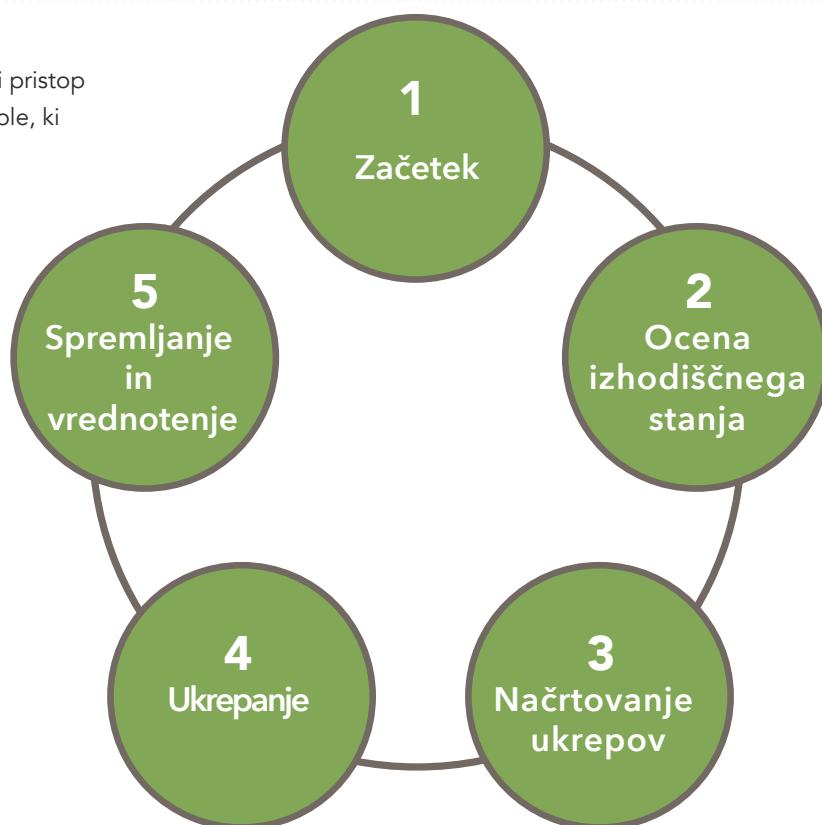 i pristop
ole, ki
1
Začetek
2
Ocena
izhodiščnega
stanja
3
Načrtovanje
ukrepov
4
Ukrepanje
5
Spremljanje
in
vrednotenje